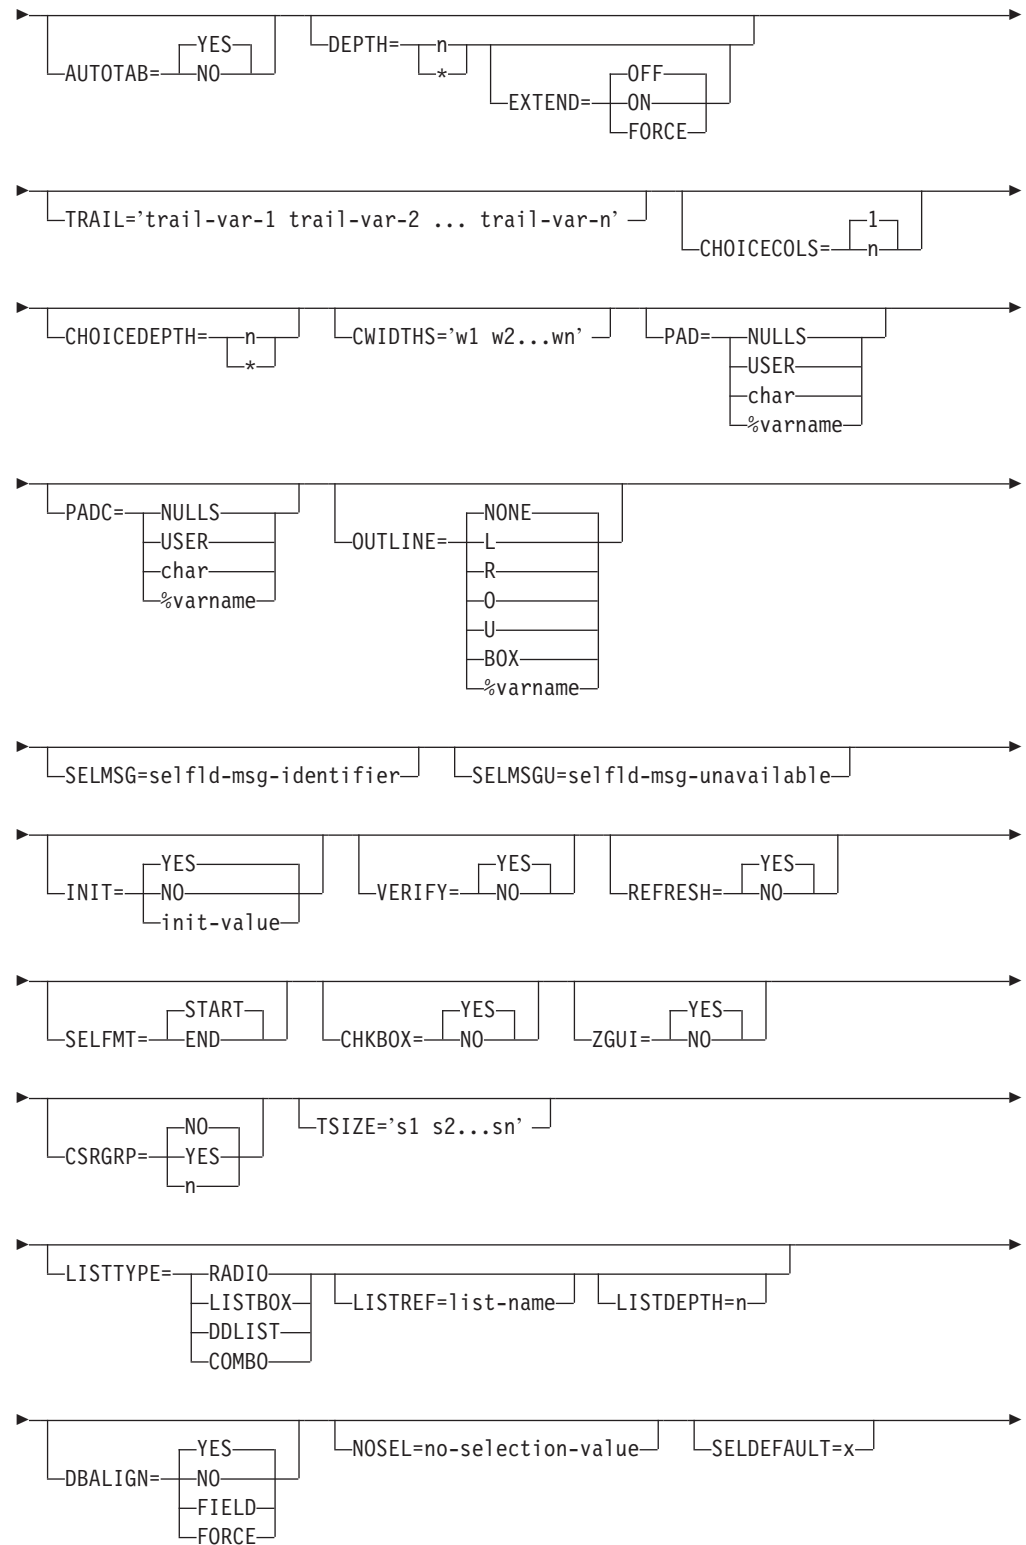 YES
AUTOTAB= NO
DEPTH= n
*
OFF
EXTEND= ON
FORCE
TRAIL='trail-var-1 trail-var-2 ... trail-var-n'
1
CHOICECOLS= n
CHOICEDEPTH= n
*
CWIDTHS='w1 w2...wn'
PAD= NULLS
USER
char
%varname
PADC= NULLS
USER
char
%varname
NONE
OUTLINE= L
R
O
U
BOX
%varname
SELMSG=selfld-msg-identifier
SELMSGU=selfld-msg-unavailable
YES
INIT= NO
init-value
YES
VERIFY= NO
YES
REFRESH= NO
START
SELFMT= END
YES
CHKBOX= NO
YES
ZGUI= NO
NO
CSRGRP= YES
n
TSIZE='s1 s2...sn'
LISTTYPE= RADIO
LISTBOX
DDLIST
COMBO
LISTREF=list-name
LISTDEPTH=n
YES
DBALIGN= NO
FIELD
FORCE
NOSEL=no-selection-value
SELDEFAULT=x